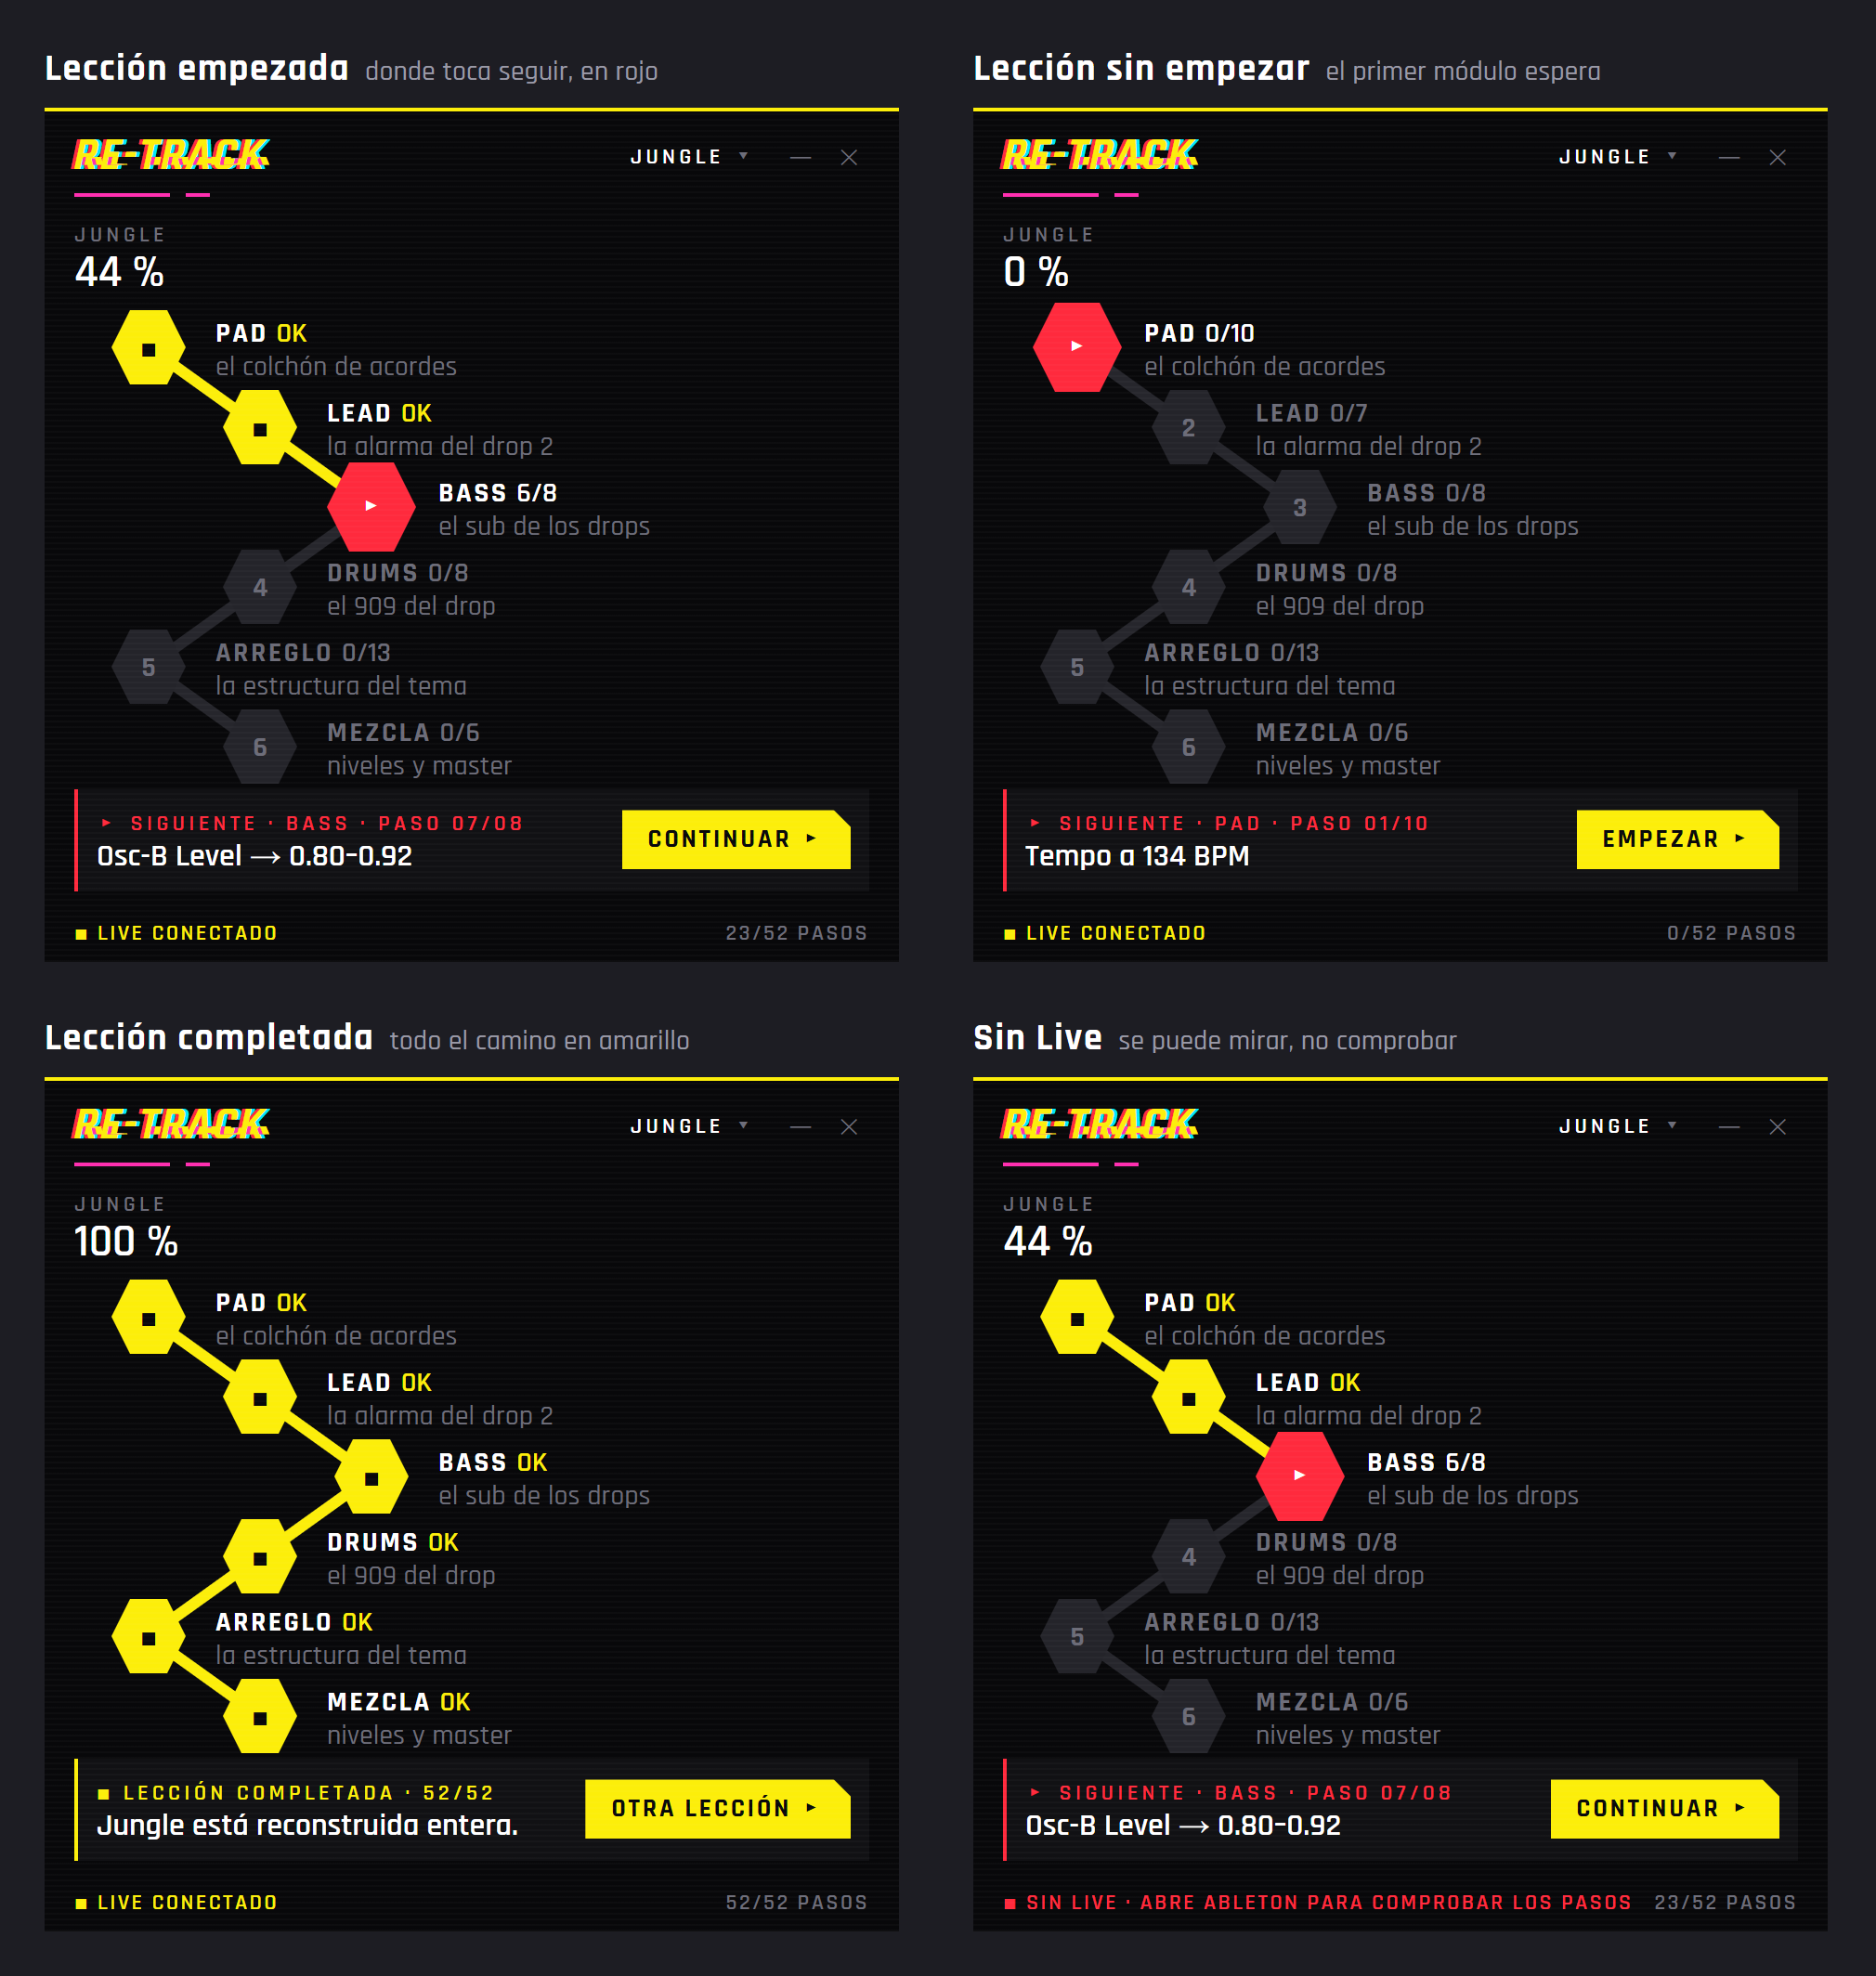 Lección empezada donde toca seguir, en rojo
RE-TRACK
JUNGLE ▼ — ×
JUNGLE
44 %
PAD OK
el colchón de acordes
LEAD OK
la alarma del drop 2
BASS 6/8
el sub de los drops
4 DRUMS 0/8
el 909 del drop
5 ARREGLO 0/13
la estructura del tema
6 MEZCLA 0/6
niveles y master
► SIGUIENTE · BASS · PASO 07/08
Osc-B Level → 0.80–0.92
CONTINUAR ►
■ LIVE CONECTADO
23/52 PASOS
Lección sin empezar el primer módulo espera
RE-TRACK
JUNGLE ▼ — ×
JUNGLE
0 %
PAD 0/10
el colchón de acordes
2 LEAD 0/7
la alarma del drop 2
3 BASS 0/8
el sub de los drops
4 DRUMS 0/8
el 909 del drop
5 ARREGLO 0/13
la estructura del tema
6 MEZCLA 0/6
niveles y master
► SIGUIENTE · PAD · PASO 01/10
Tempo a 134 BPM
EMPEZAR ►
■ LIVE CONECTADO
0/52 PASOS
Lección completada todo el camino en amarillo
RE-TRACK
JUNGLE ▼ — ×
JUNGLE
100 %
PAD OK
el colchón de acordes
LEAD OK
la alarma del drop 2
BASS OK
el sub de los drops
DRUMS OK
el 909 del drop
ARREGLO OK
la estructura del tema
MEZCLA OK
niveles y master
■ LECCIÓN COMPLETADA · 52/52
Jungle está reconstruida entera.
OTRA LECCIÓN ►
■ LIVE CONECTADO
52/52 PASOS
Sin Live se puede mirar, no comprobar
RE-TRACK
JUNGLE ▼ — ×
JUNGLE
44 %
PAD OK
el colchón de acordes
LEAD OK
la alarma del drop 2
BASS 6/8
el sub de los drops
4 DRUMS 0/8
el 909 del drop
5 ARREGLO 0/13
la estructura del tema
6 MEZCLA 0/6
niveles y master
► SIGUIENTE · BASS · PASO 07/08
Osc-B Level → 0.80–0.92
CONTINUAR ►
■ SIN LIVE · ABRE ABLETON PARA COMPROBAR LOS PASOS
23/52 PASOS